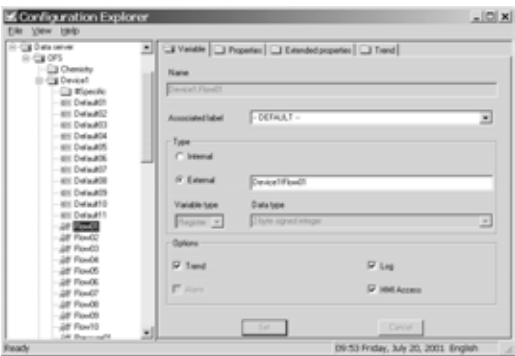 Configuration Explorer
File View Help
Data server
OFS
Chemistry
Device1
#Specific
Default01
Default02
Default03
Default04
Default05
Default06
Default07
Default08
Default09
Default10
Default11
Flow01
Flow02
Flow03
Flow04
Flow05
Flow06
Flow07
Flow08
Flow09
Flow10
Variable Properties Extended properties Trend
Name
Device1.Flow01
Associated label -- DEFAULT --
Type
Internal
External Device1!Flow01
Variable type Data type
Register 2 byte signed integer
Options
Trend Log
Alarm HMI Access
Set Cancel
Ready 09:53 Friday, July 20, 2001 English